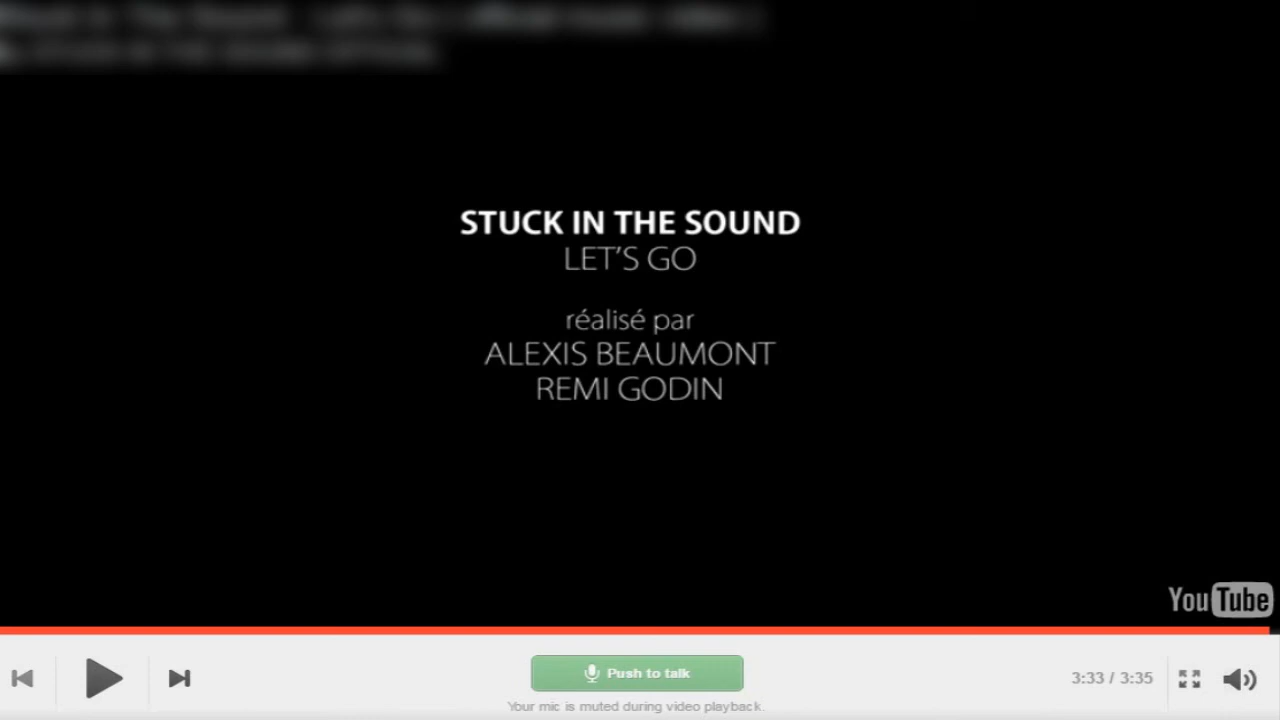 STUCK IN THE SOUND
LET'S GO
réalisé par
ALEXIS BEAUMONT
REMI GODIN
YouTube
Push to talk
3:33 / 3:35
Your mic is muted during video playback.